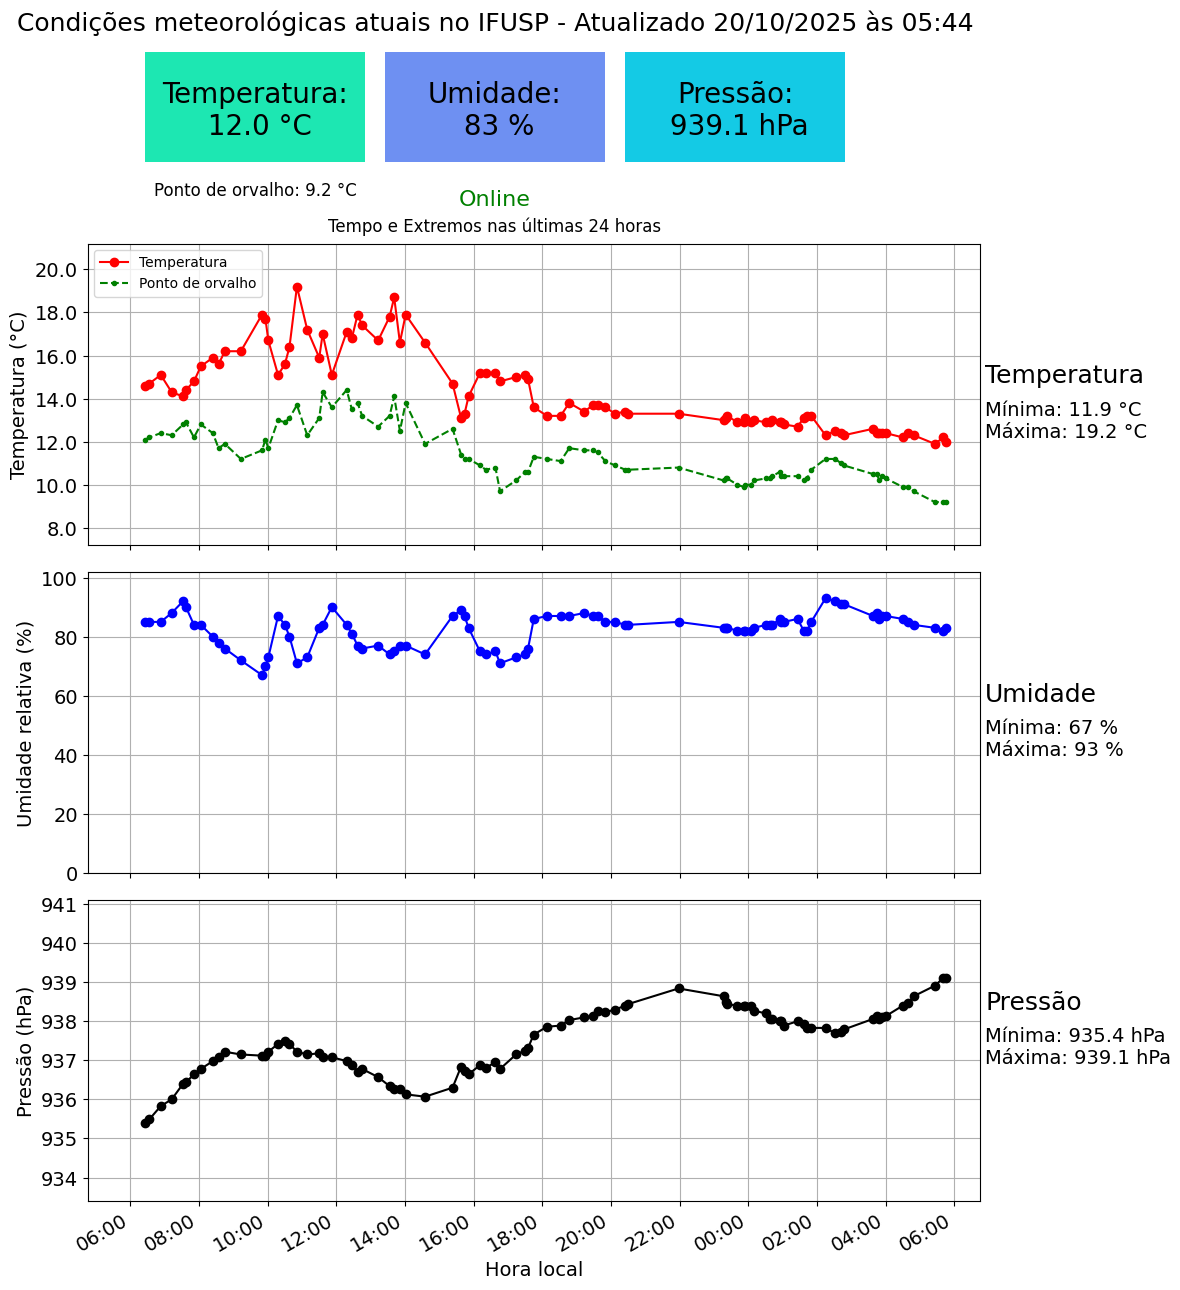 Condições meteorológicas atuais no IFUSP - Atualizado 20/10/2025 às 05:44
Temperatura:
12.0 °C
Umidade:
83 %
Pressão:
939.1 hPa
Ponto de orvalho: 9.2 °C
Online
Tempo e Extremos nas últimas 24 horas
Temperatura
Ponto de orvalho
Temperatura (°C)
20.0
18.0
16.0
14.0
12.0
10.0
8.0
Temperatura
Mínima: 11.9 °C
Máxima: 19.2 °C
Umidade relativa (%)
100
80
60
40
20
0
Umidade
Mínima: 67 %
Máxima: 93 %
Pressão (hPa)
941
940
939
938
937
936
935
934
Pressão
Mínima: 935.4 hPa
Máxima: 939.1 hPa
06:00
08:00
10:00
12:00
14:00
16:00
18:00
20:00
22:00
00:00
02:00
04:00
06:00
Hora local